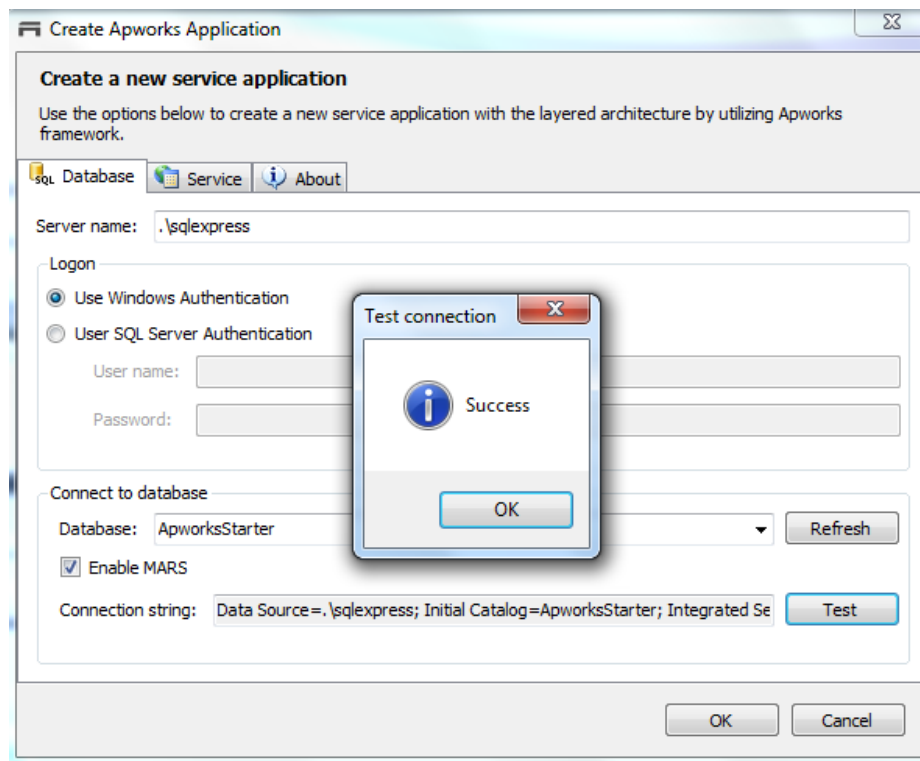 Create Apworks Application
Create a new service application
Use the options below to create a new service application with the layered architecture by utilizing Apworks
framework.
SQL Database Service About
Server name: .\sqlexpress
Logon
Use Windows Authentication
User SQL Server Authentication
User name:
Password:
Test connection
Success
OK
Connect to database
Database: ApworksStarter Refresh
Enable MARS
Connection string: Data Source=.\sqlexpress; Initial Catalog=ApworksStarter; Integrated Se Test
OK Cancel